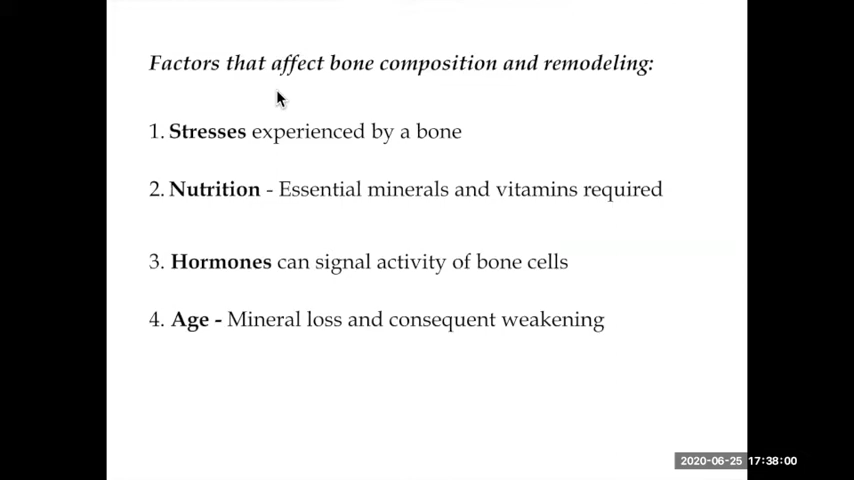 Factors that affect bone composition and remodeling:
1. Stresses experienced by a bone
2. Nutrition - Essential minerals and vitamins required
3. Hormones can signal activity of bone cells
4. Age - Mineral loss and consequent weakening
2020-06-25 17:38:00